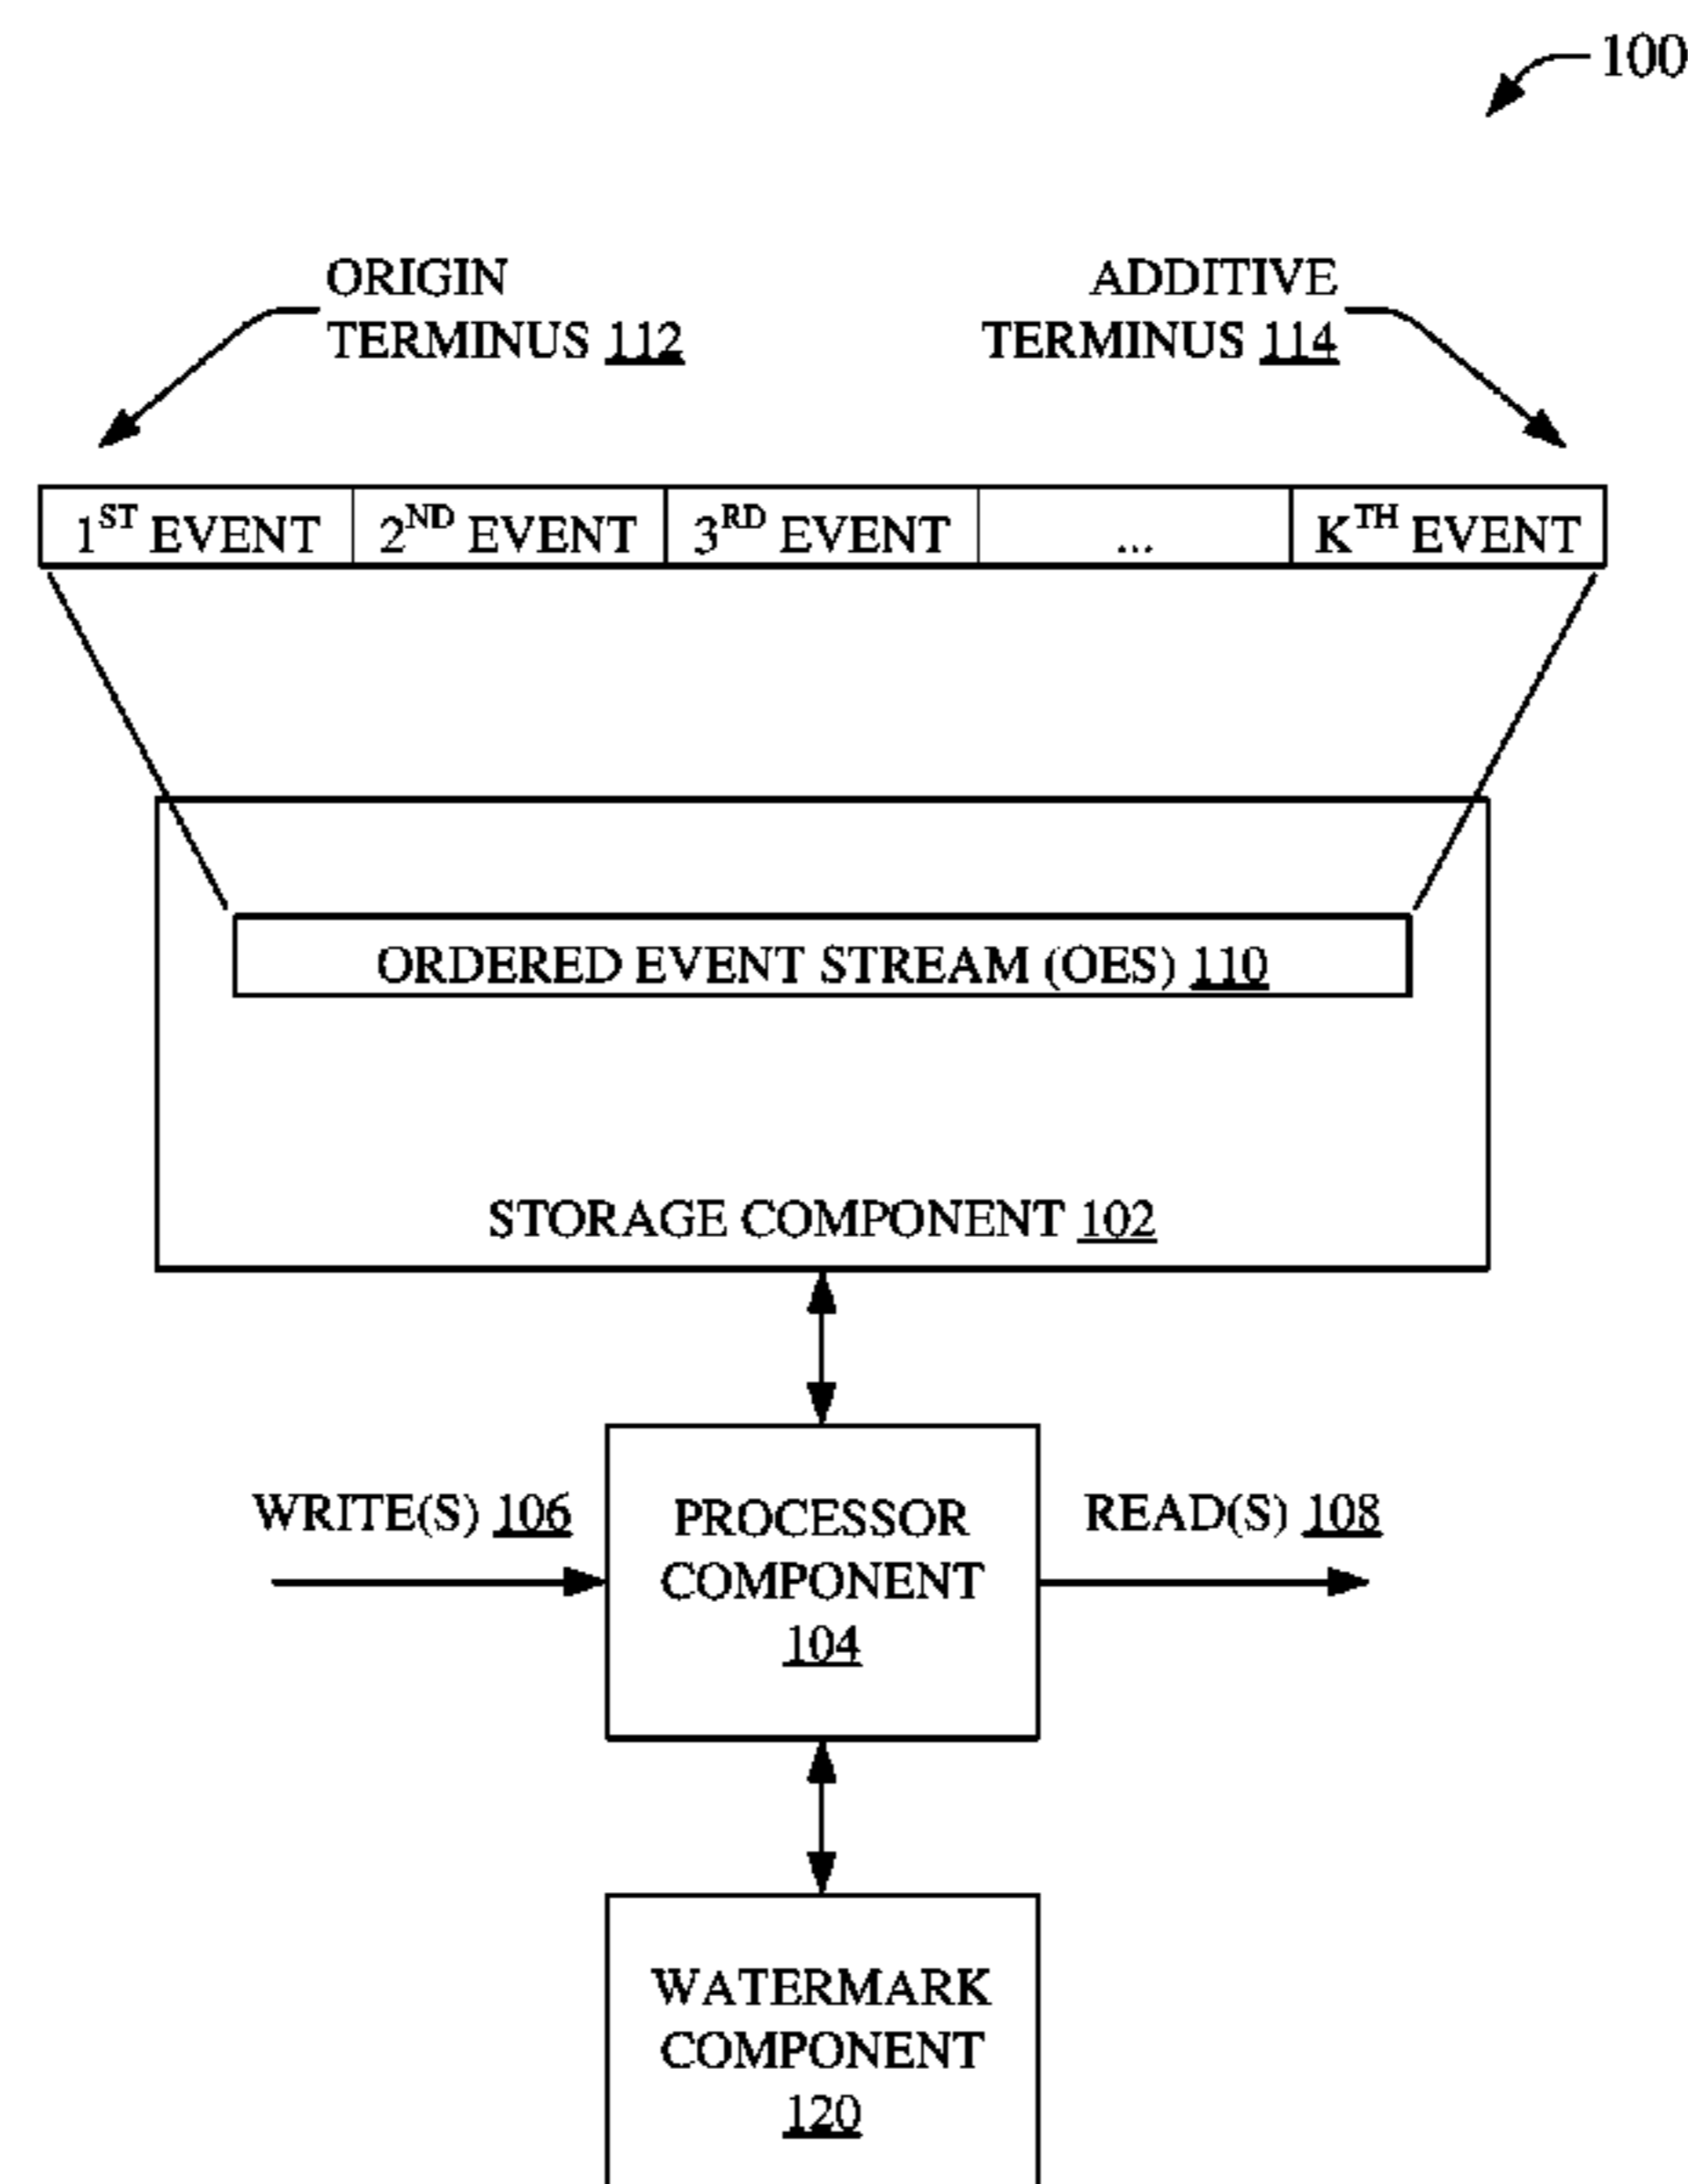 100
ORIGIN
TERMINUS 112
ADDITIVE
TERMINUS 114
1ST EVENT 2ND EVENT 3RD EVENT ... KTH EVENT
ORDERED EVENT STREAM (OES) 110
STORAGE COMPONENT 102
WRITE(S) 106
PROCESSOR
COMPONENT
104
READ(S) 108
WATERMARK
COMPONENT
120